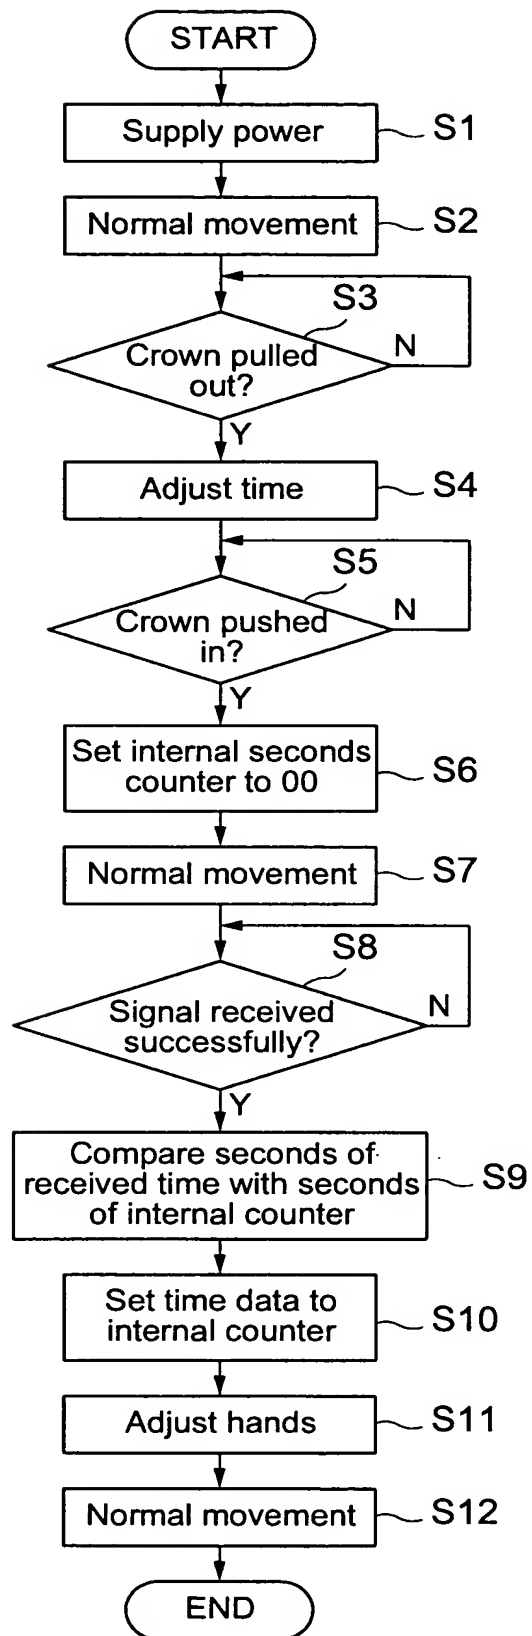 START
Supply power
S1
Normal movement
S2
S3
Crown pulled
out?
N
Y
Adjust time
S4
S5
Crown pushed
in?
N
Y
Set internal seconds
counter to 00
S6
Normal movement
S7
S8
Signal received
successfully?
N
Y
Compare seconds of
received time with seconds
of internal counter
S9
Set time data to
internal counter
S10
Adjust hands
S11
Normal movement
S12
END